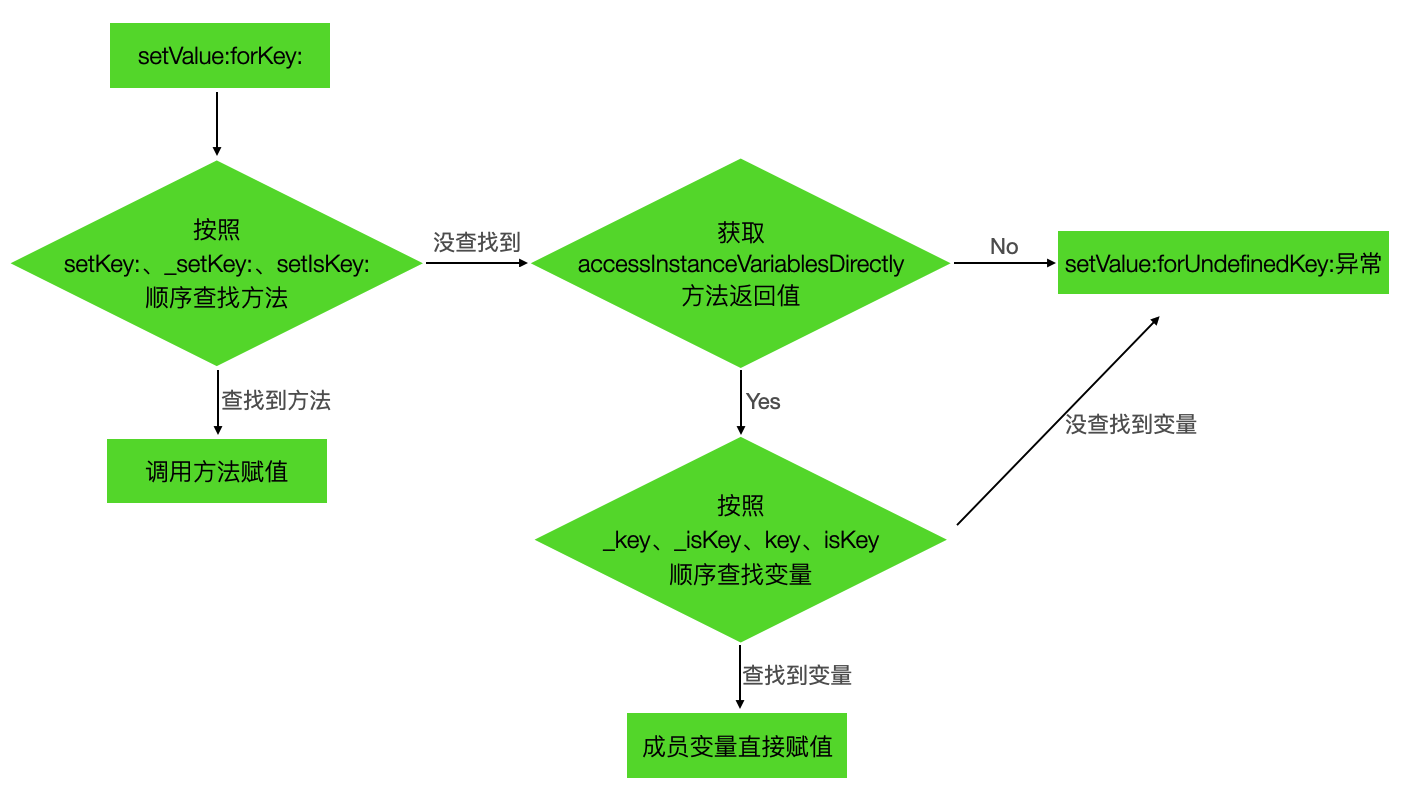 setValue:forKey:
按照
setKey:、_setKey:、setIsKey:
顺序查找方法
没查找到
获取
accessInstanceVariablesDirectly
方法返回值
No
setValue:forUndefinedKey:异常
查找到方法
调用方法赋值
Yes
没查找到变量
按照
_key、_isKey、key、isKey
顺序查找变量
查找到变量
成员变量直接赋值